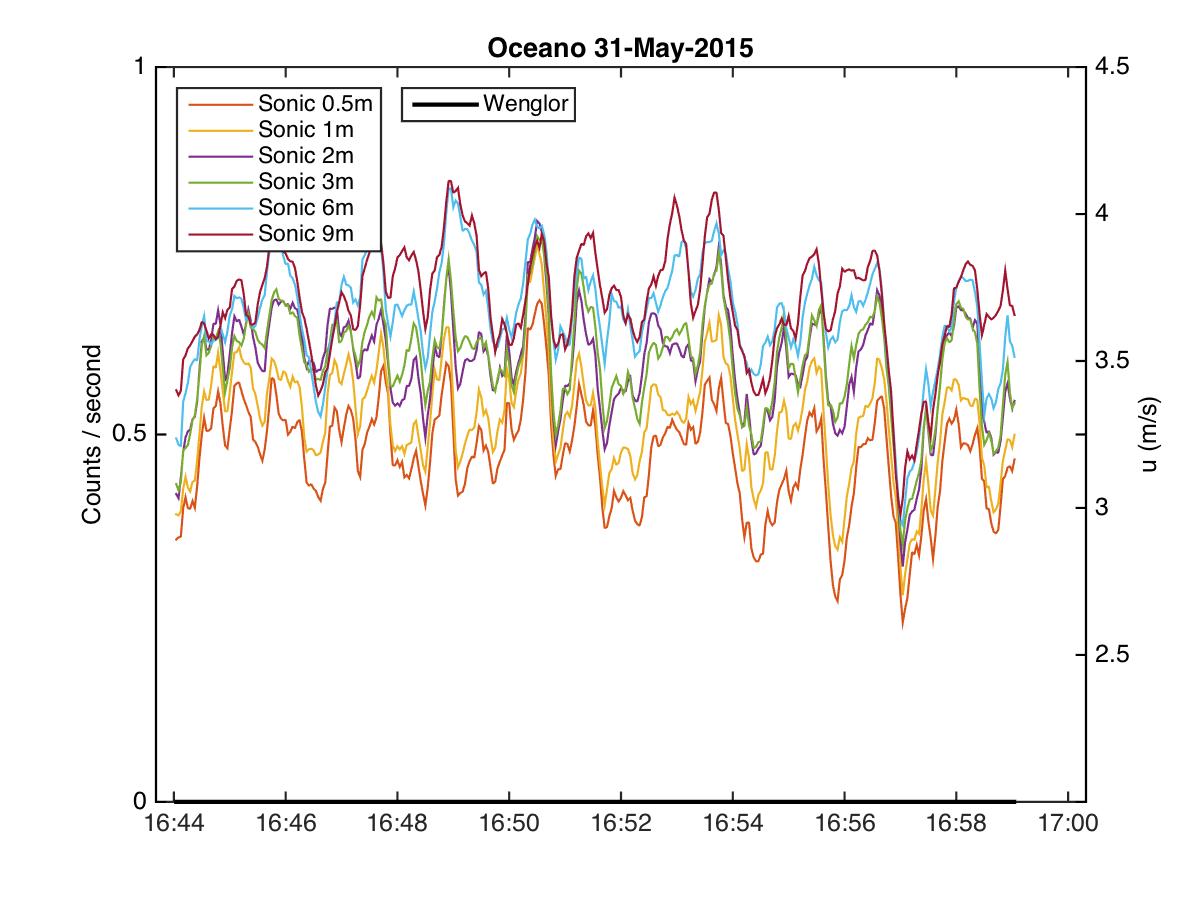 Oceano 31-May-2015
1
4.5
Sonic 0.5m
Wenglor
Sonic 1m
Sonic 2m
Sonic 3m
Sonic 6m
Sonic 9m
4
3.5
Counts / second
0.5
u (m/s)
3
2.5
0
16:44 16:46 16:48 16:50 16:52 16:54 16:56 16:58 17:00